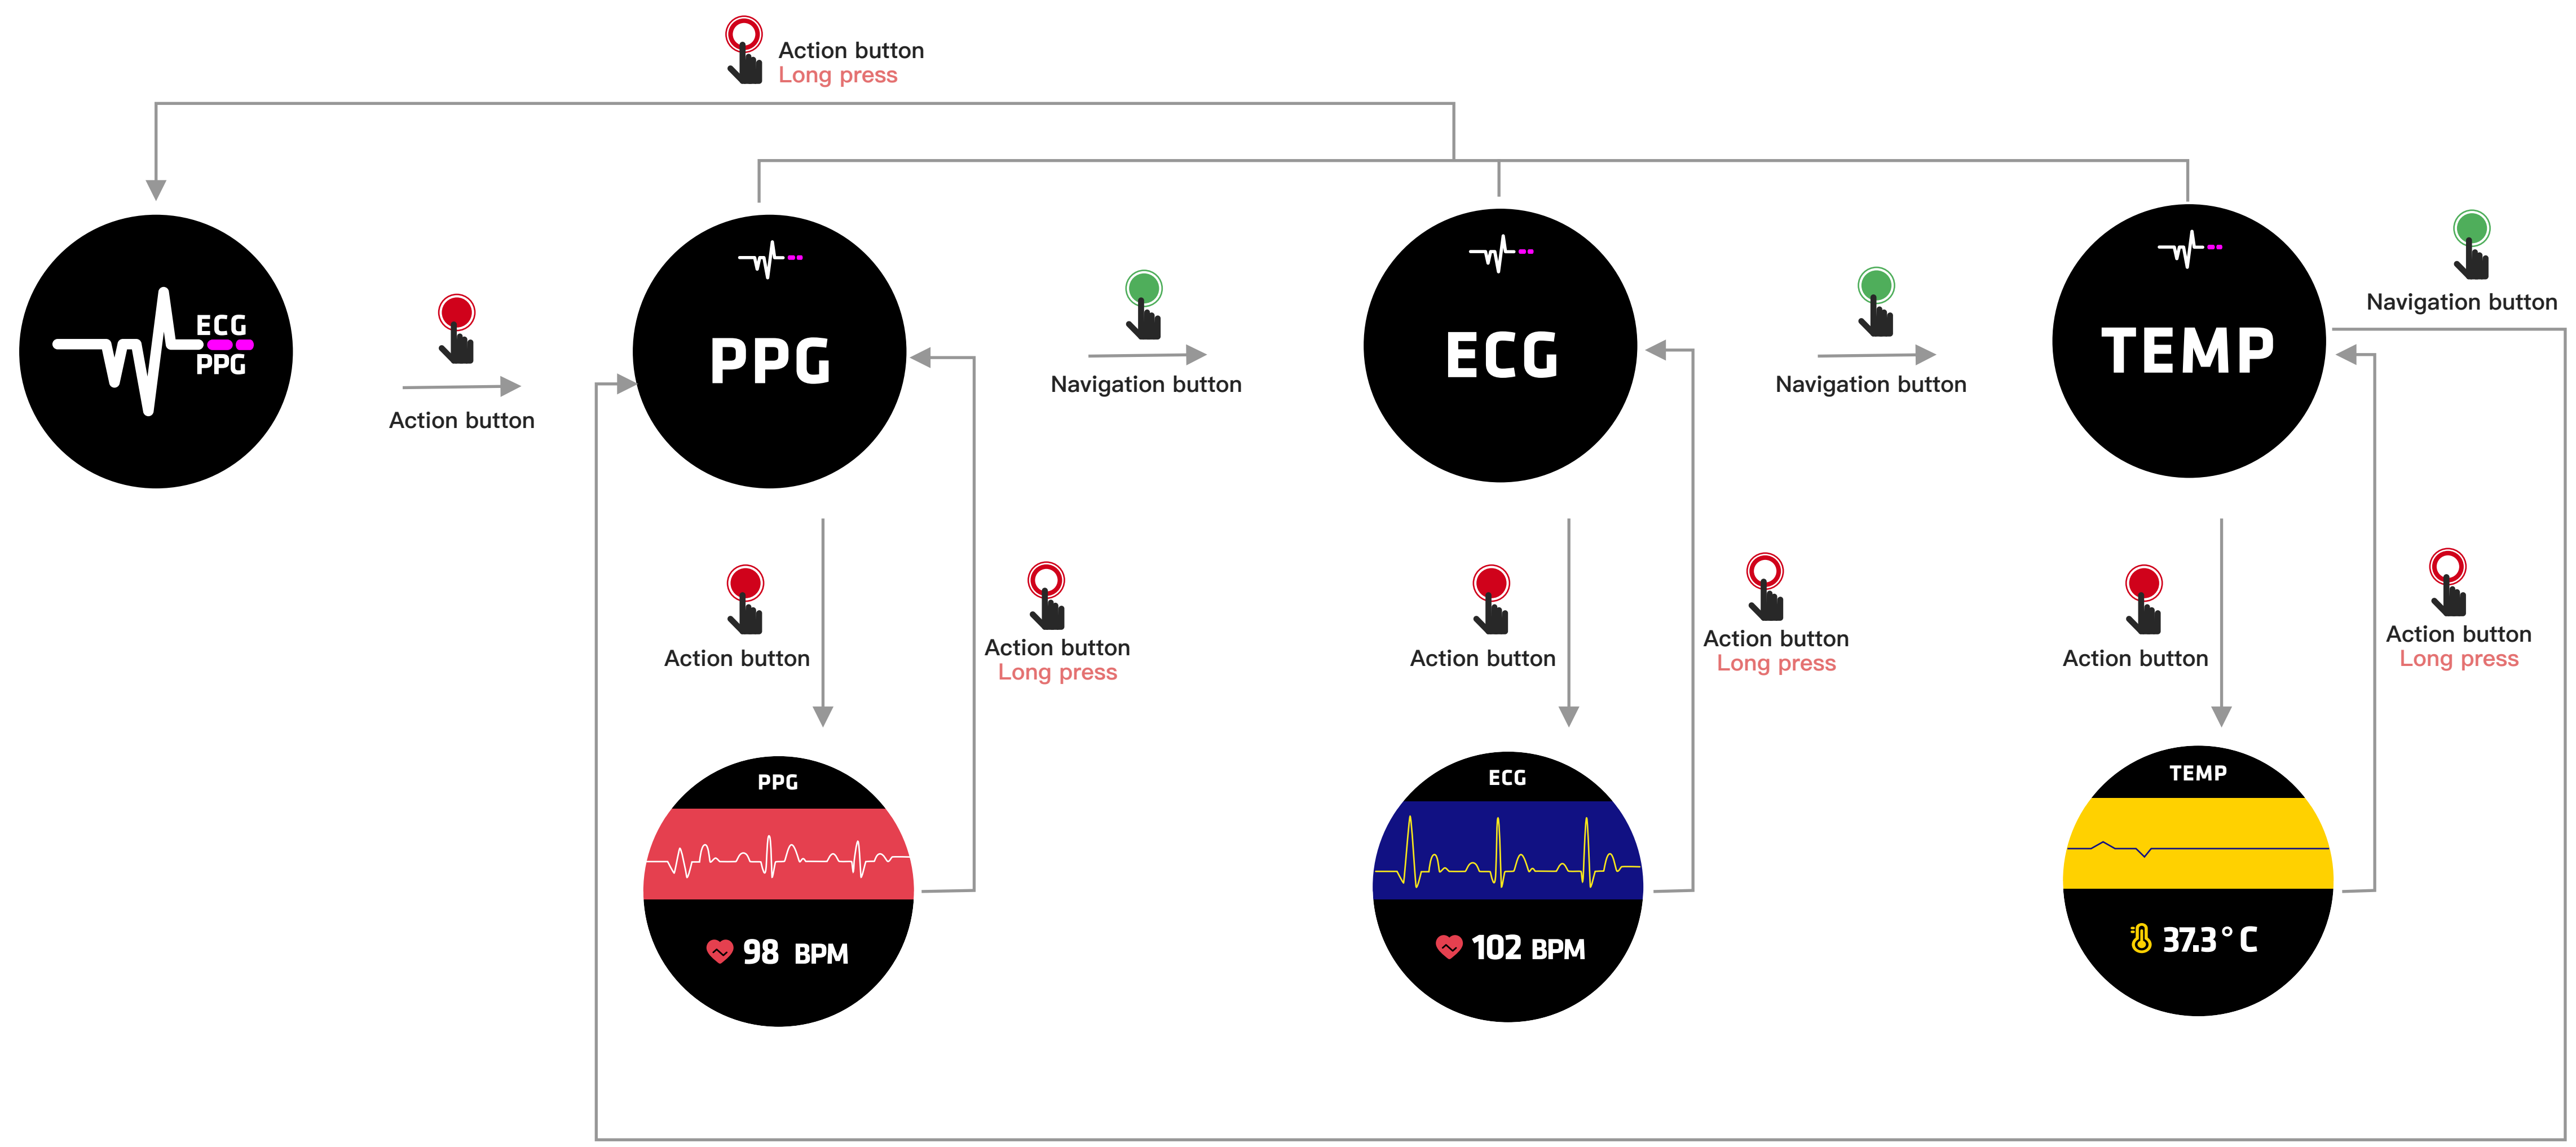 Action button
Long press
ECG
PPG
Action button
PPG
Navigation button
ECG
Navigation button
TEMP
Navigation button
Action button
Action button
Long press
Action button
Action button
Long press
Action button
Action button
Long press
PPG
98 BPM
ECG
102 BPM
TEMP
37.3° C